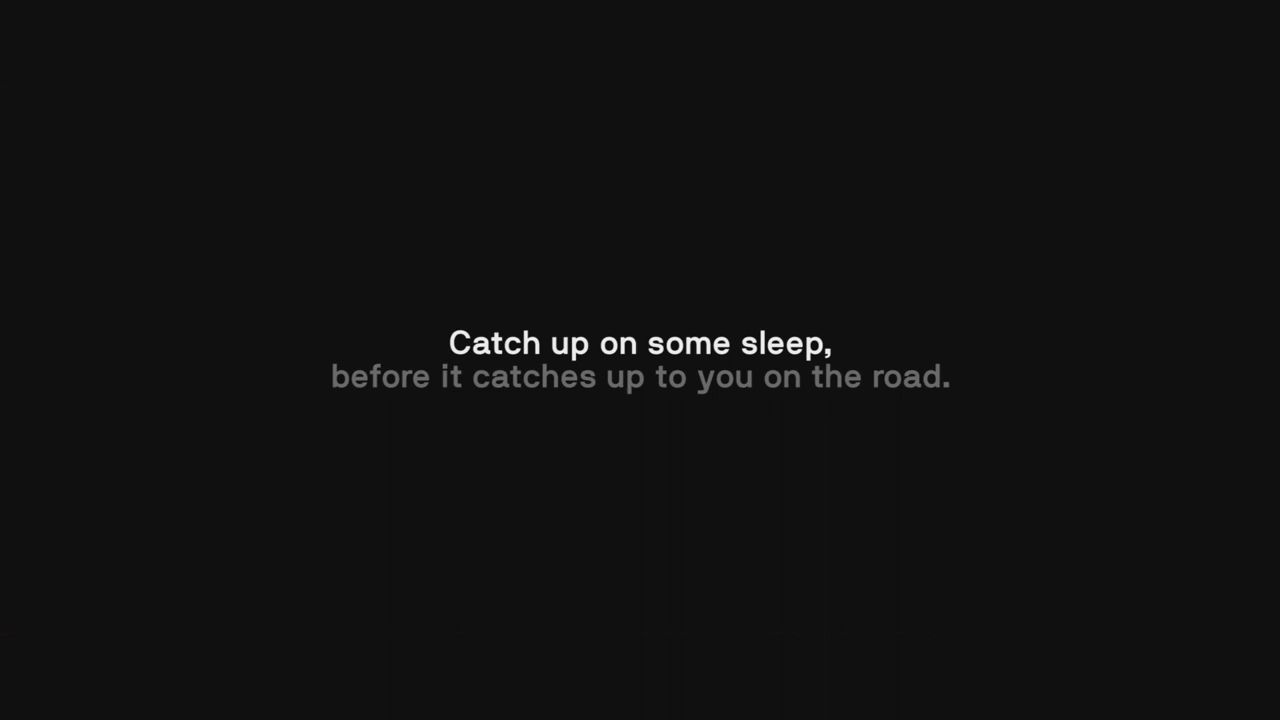 Catch up on some sleep,
before it catches up to you on the road.